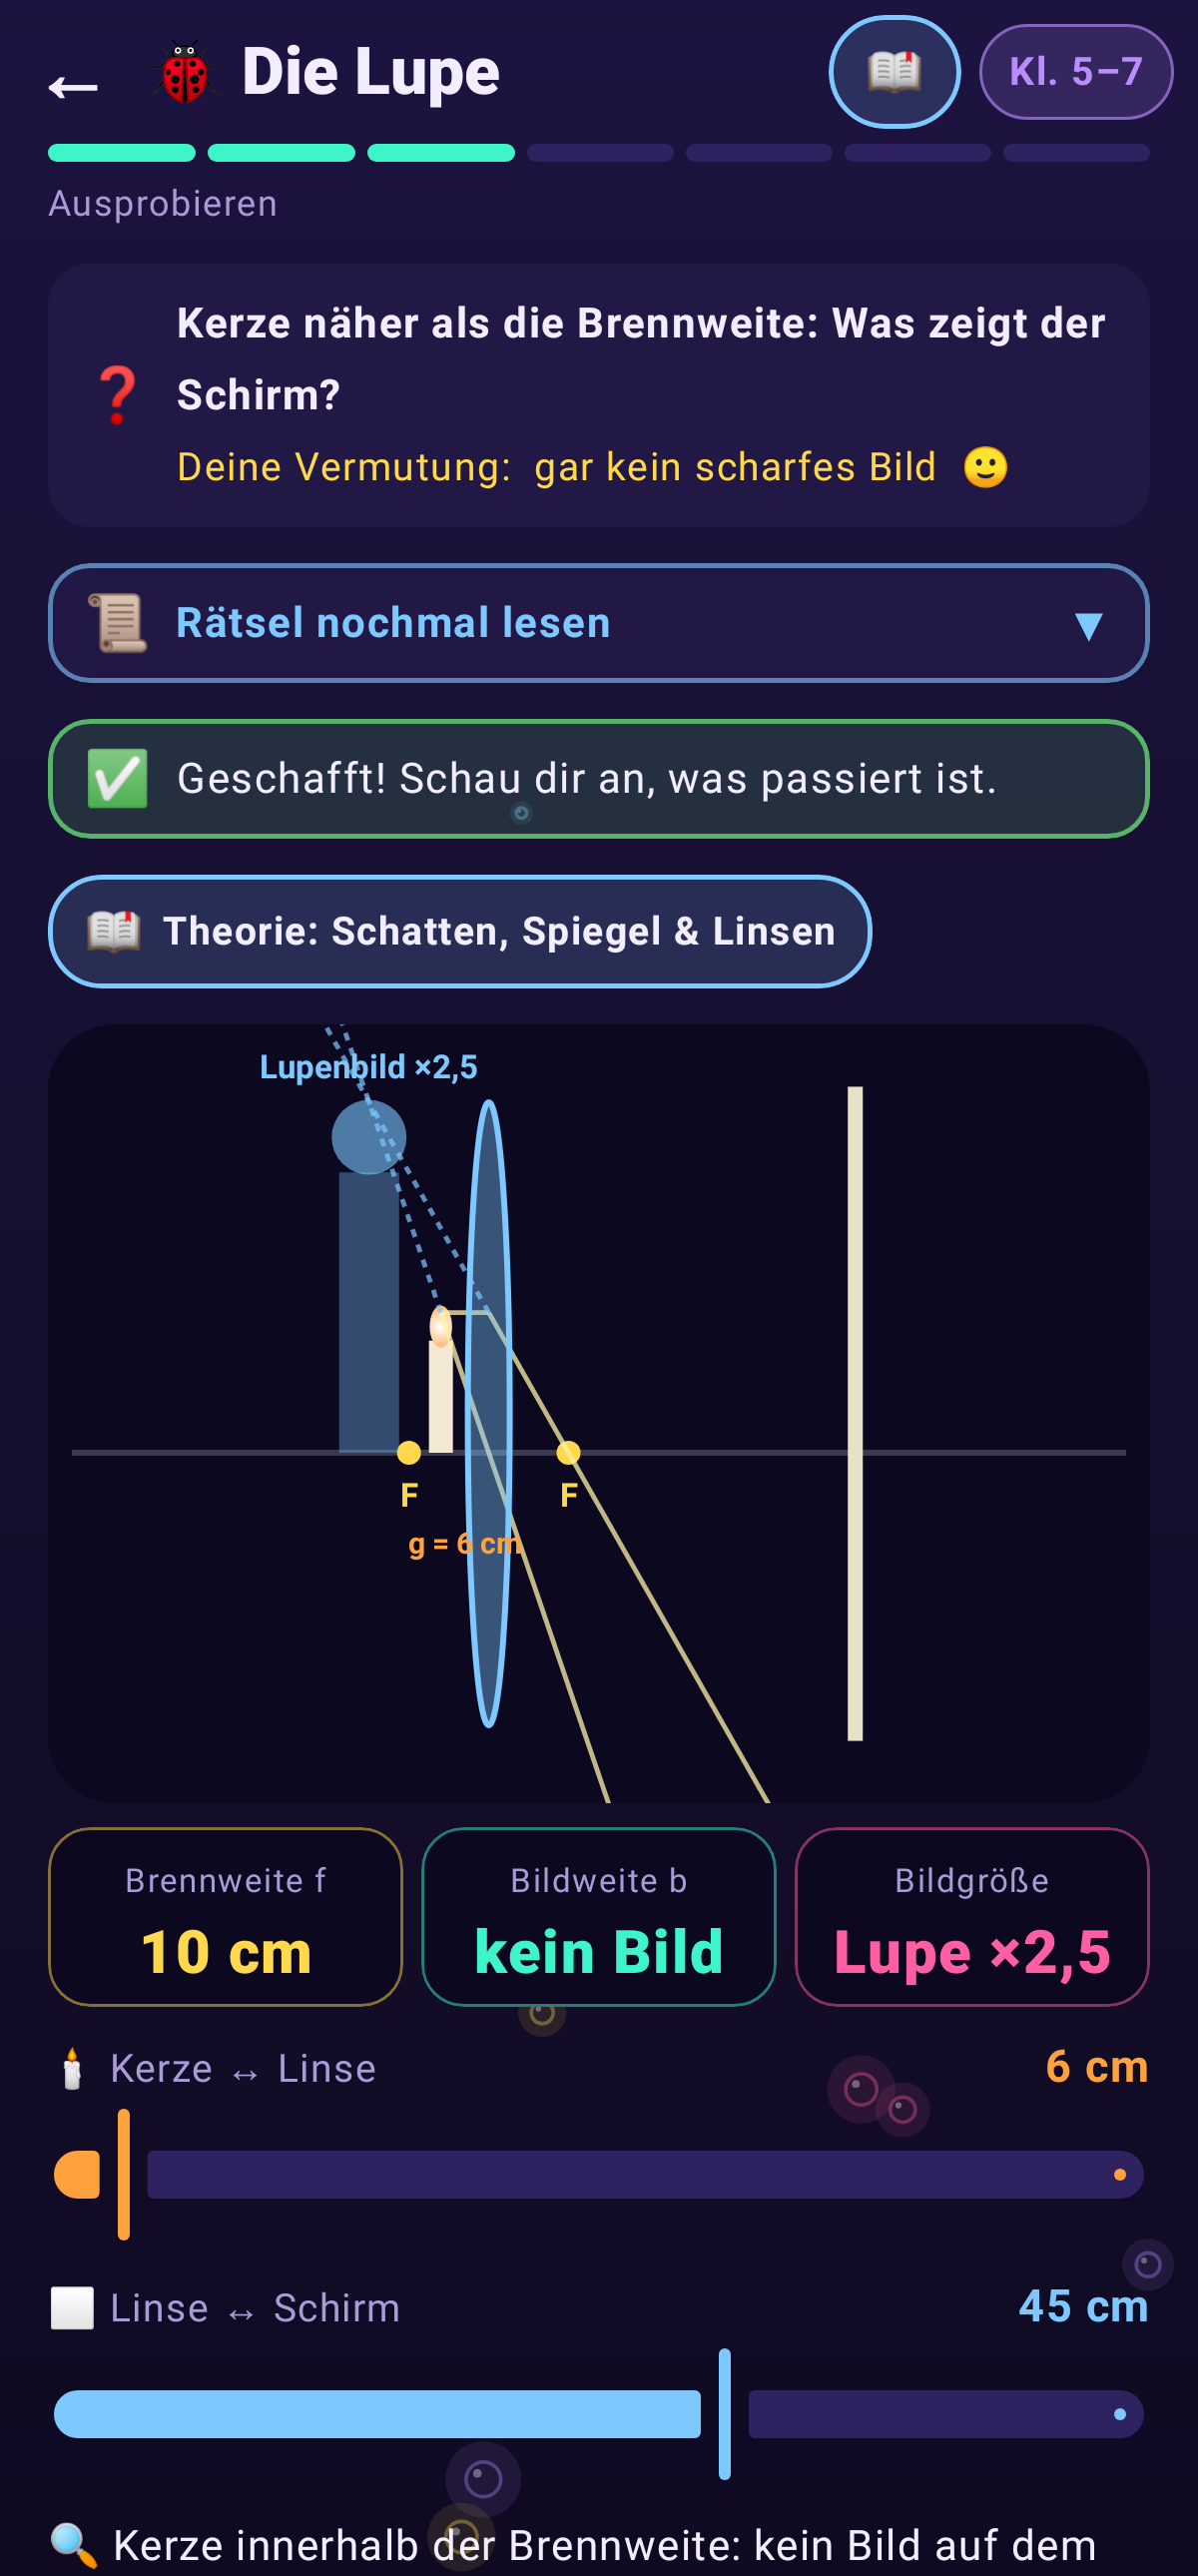 ← Die Lupe
Kl. 5–7
Ausprobieren
Kerze näher als die Brennweite: Was zeigt der
Schirm?
Deine Vermutung: gar kein scharfes Bild
Rätsel nochmal lesen ▼
Geschafft! Schau dir an, was passiert ist.
Theorie: Schatten, Spiegel & Linsen
Lupenbild ×2,5
F
F
g = 6 cm
Brennweite f
10 cm
Bildweite b
kein Bild
Bildgröße
Lupe ×2,5
Kerze ↔ Linse
6 cm
Linse ↔ Schirm
45 cm
Kerze innerhalb der Brennweite: kein Bild auf dem